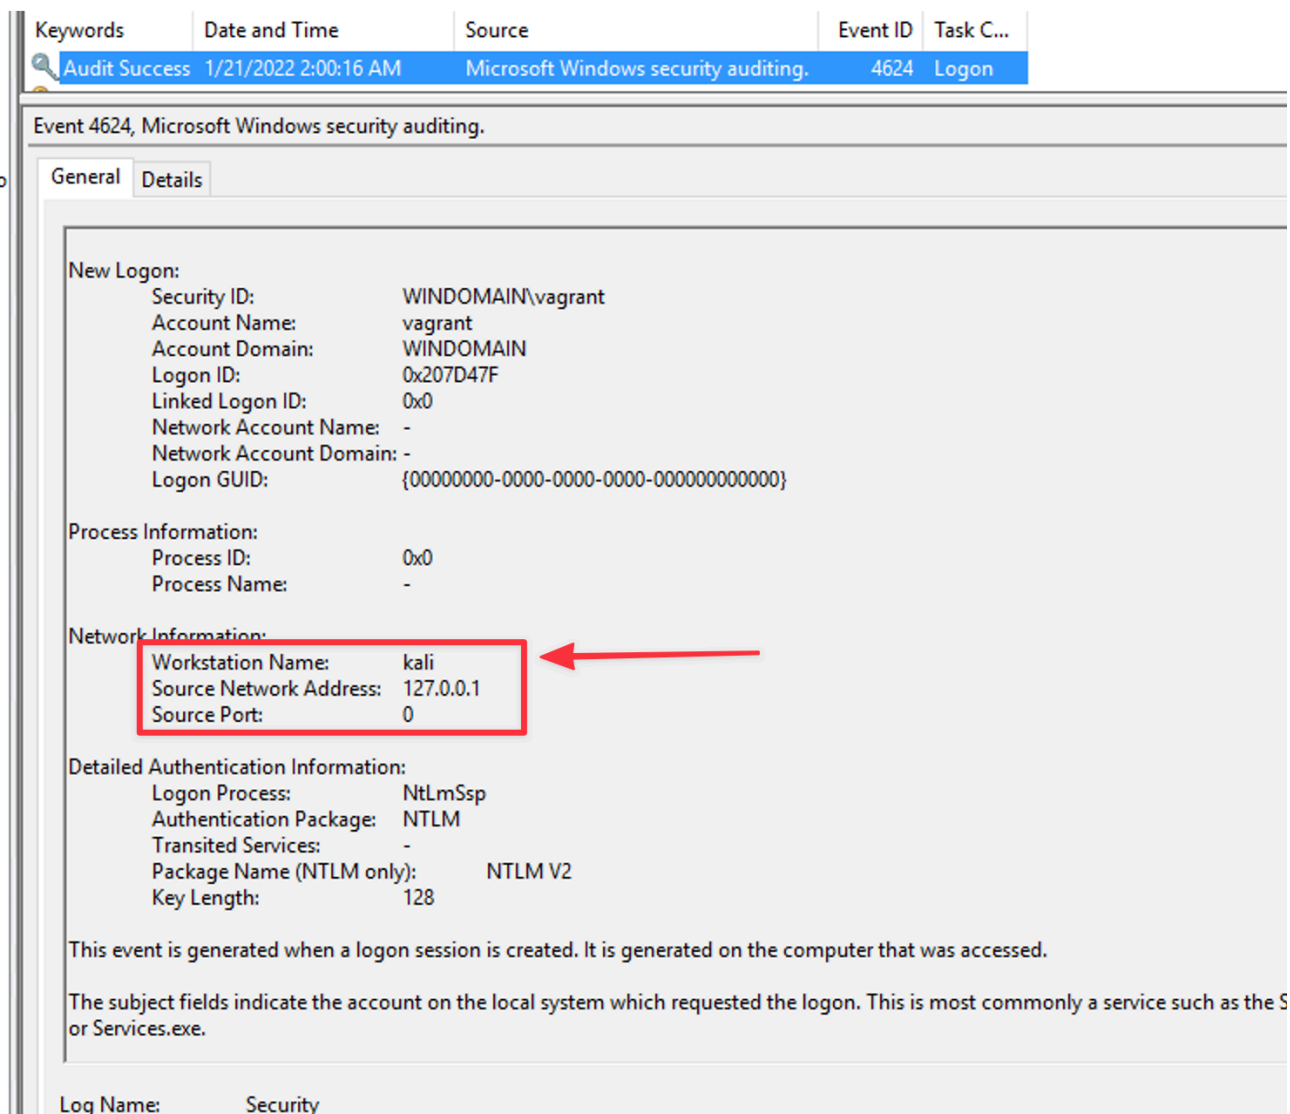 Keywords Date and Time Source Event ID Task C...
Audit Success 1/21/2022 2:00:16 AM Microsoft Windows security auditing. 4624 Logon
Event 4624, Microsoft Windows security auditing.
General Details
New Logon:
Security ID: WINDOMAIN\vagrant
Account Name: vagrant
Account Domain: WINDOMAIN
Logon ID: 0x207D47F
Linked Logon ID: 0x0
Network Account Name: -
Network Account Domain: -
Logon GUID: {00000000-0000-0000-0000-000000000000}
Process Information:
Process ID: 0x0
Process Name: -
Network Information:
Workstation Name: kali
Source Network Address: 127.0.0.1
Source Port: 0
Detailed Authentication Information:
Logon Process: NtLmSsp
Authentication Package: NTLM
Transited Services: -
Package Name (NTLM only): NTLM V2
Key Length: 128
This event is generated when a logon session is created. It is generated on the computer that was accessed.
The subject fields indicate the account on the local system which requested the logon. This is most commonly a service such as the S
or Services.exe.
Log Name: Security